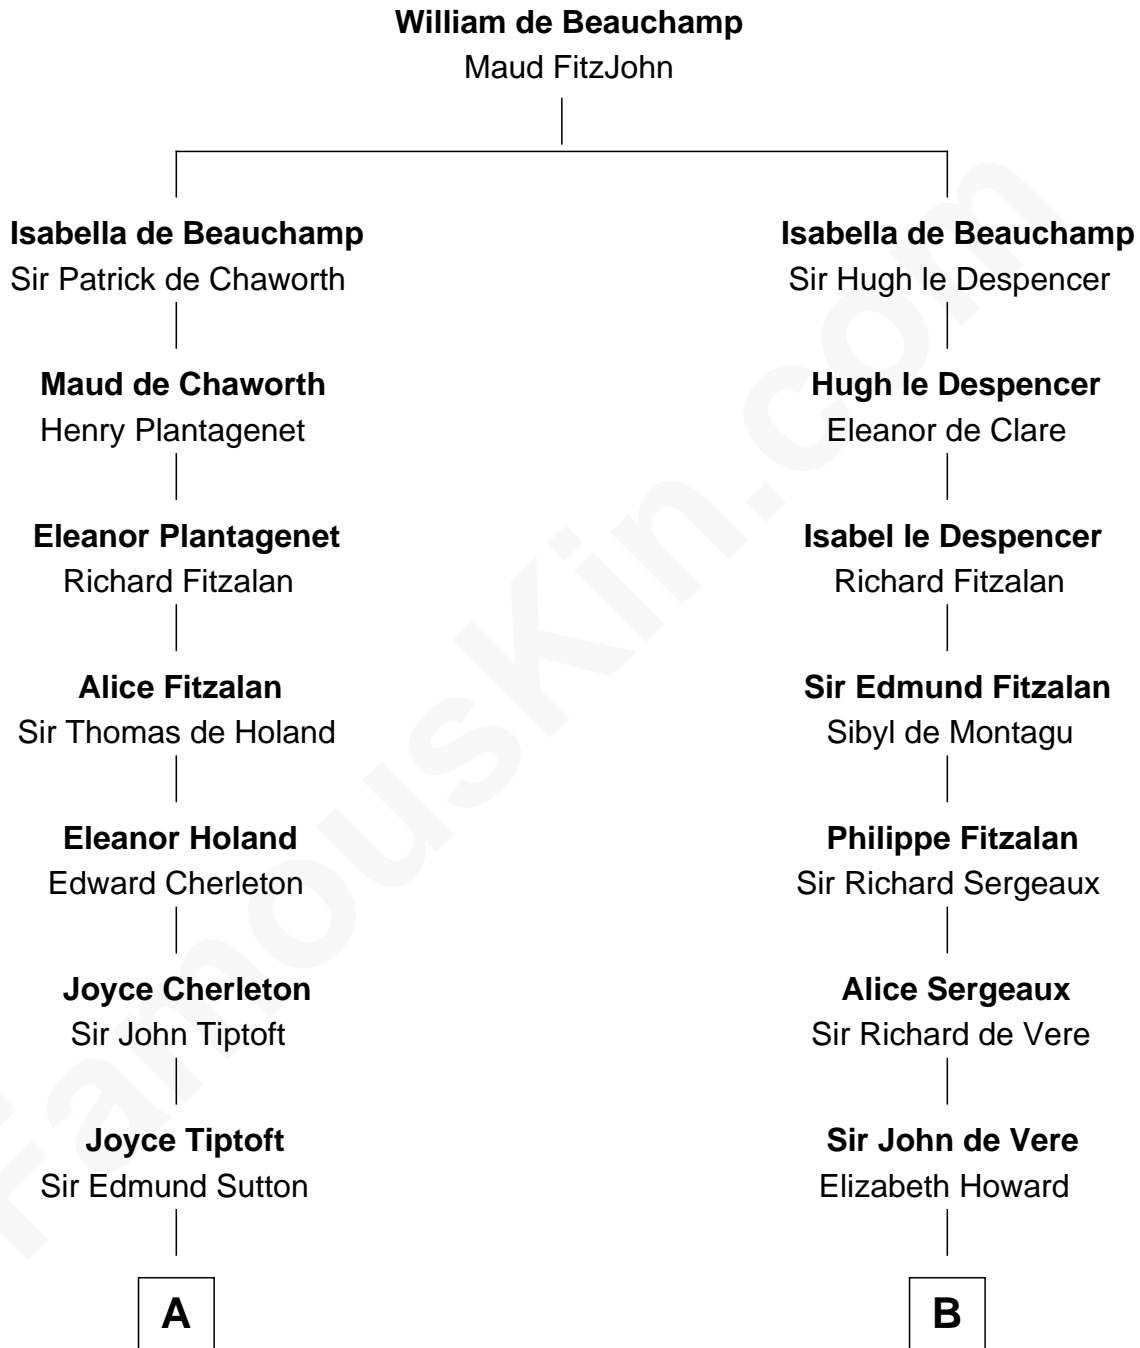 William de Beauchamp
Maud FitzJohn
Isabella de Beauchamp
Sir Patrick de Chaworth
Isabella de Beauchamp
Sir Hugh le Despencer
Maud de Chaworth
Henry Plantagenet
Hugh le Despencer
Eleanor de Clare
Eleanor Plantagenet
Richard Fitzalan
Isabel le Despencer
Richard Fitzalan
Alice Fitzalan
Sir Thomas de Holand
Sir Edmund Fitzalan
Sibyl de Montagu
Eleanor Holand
Edward Cherleton
Philippe Fitzalan
Sir Richard Sergeaux
Joyce Cherleton
Sir John Tiptoft
Alice Sergeaux
Sir Richard de Vere
Joyce Tiptoft
Sir Edmund Sutton
Sir John de Vere
Elizabeth Howard
A
B
FamousKin.com